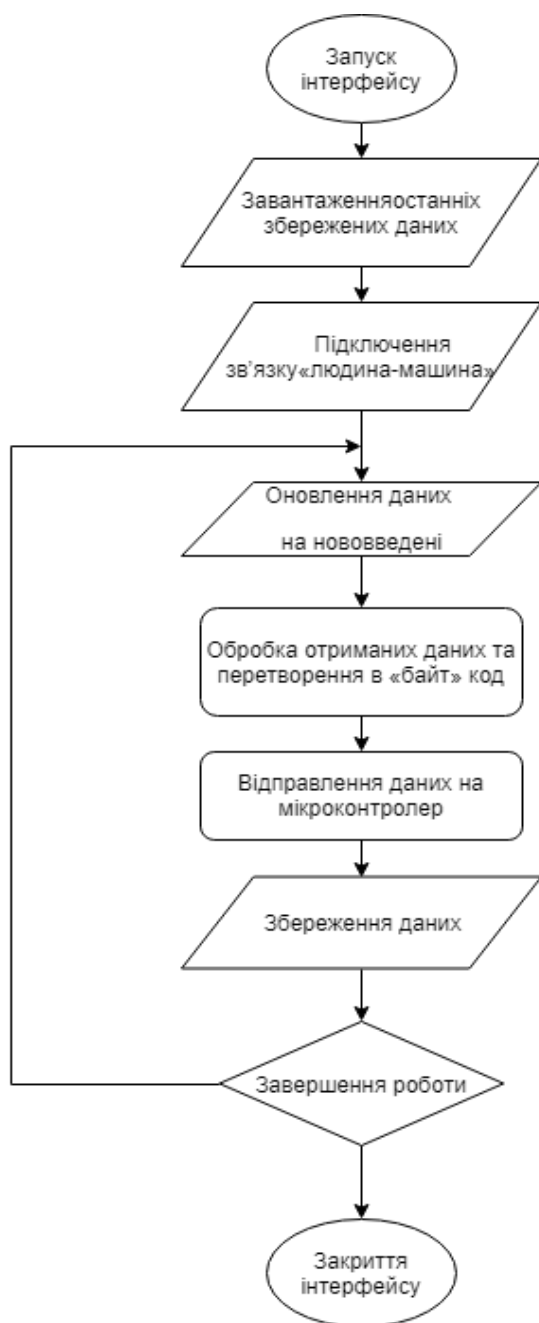 Запуск
інтерфейсу
Завантаженняостанніх
збережених даних
Підключення
зв’язку«людина-машина»
Оновлення даних
на нововведені
Обробка отриманих даних та
перетворення в «байт» код
Відправлення даних на
мікроконтролер
Збереження даних
Завершення роботи
Закриття
інтерфейсу